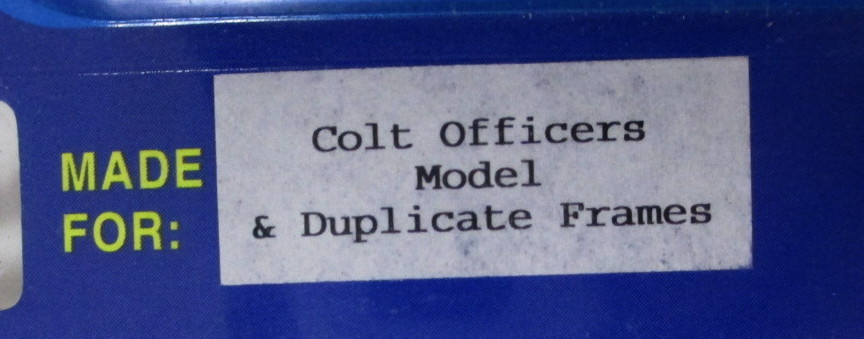 MADE
FOR:
Colt Officers
Model
& Duplicate Frames